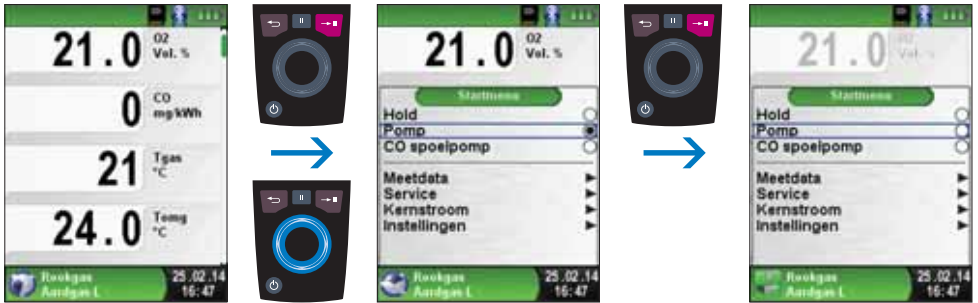 21.0 O2 Vol. %
0 CO mg/kWh
21 Tgas °C
24.0 Tomg °C
Rookgas 25.02.14
Aardgas L 16:47
21.0 O2 Vol. %
Startmenu
Hold
Pomp
CO spoelpomp
Meetdata
Service
Kernstroom
Instellingen
Rookgas 25.02.14
Aardgas L 16:47
21.0 O2 Vol. %
Startmenu
Hold
Pomp
CO spoelpomp
Meetdata
Service
Kernstroom
Instellingen
Rookgas 25.02.14
Aardgas L 16:47